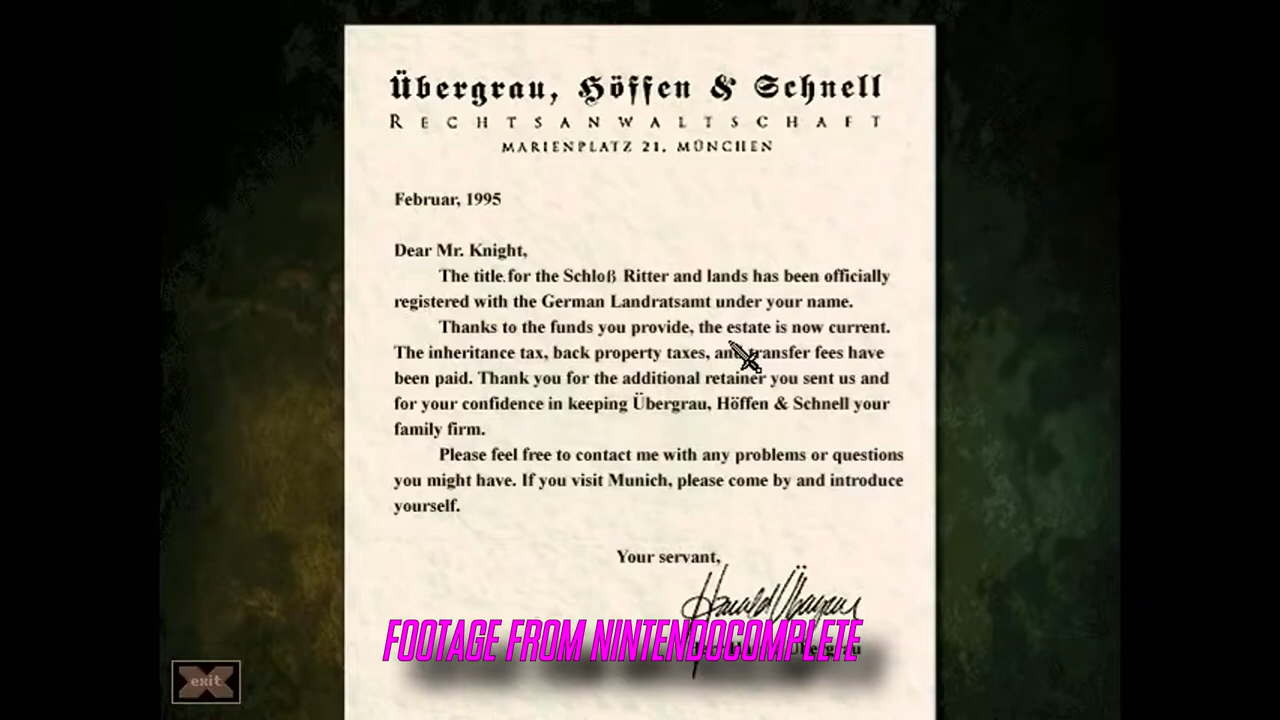 Übergrau, Höffen & Schnell
RECHTSANWALTSCHAFT
MARIENPLATZ 21, MÜNCHEN
Februar, 1995
Dear Mr. Knight,
The title for the Schloß Ritter and lands has been officially
registered with the German Landratsamt under your name.
Thanks to the funds you provide, the estate is now current.
The inheritance tax, back property taxes, and transfer fees have
been paid. Thank you for the additional retainer you sent us and
for your confidence in keeping Übergrau, Höffen & Schnell your
family firm.
Please feel free to contact me with any problems or questions
you might have. If you visit Munich, please come by and introduce
yourself.
Your servant,
Harald Übergrau
FOOTAGE FROM NINTENDOCOMPLETE
Übergrau
exit